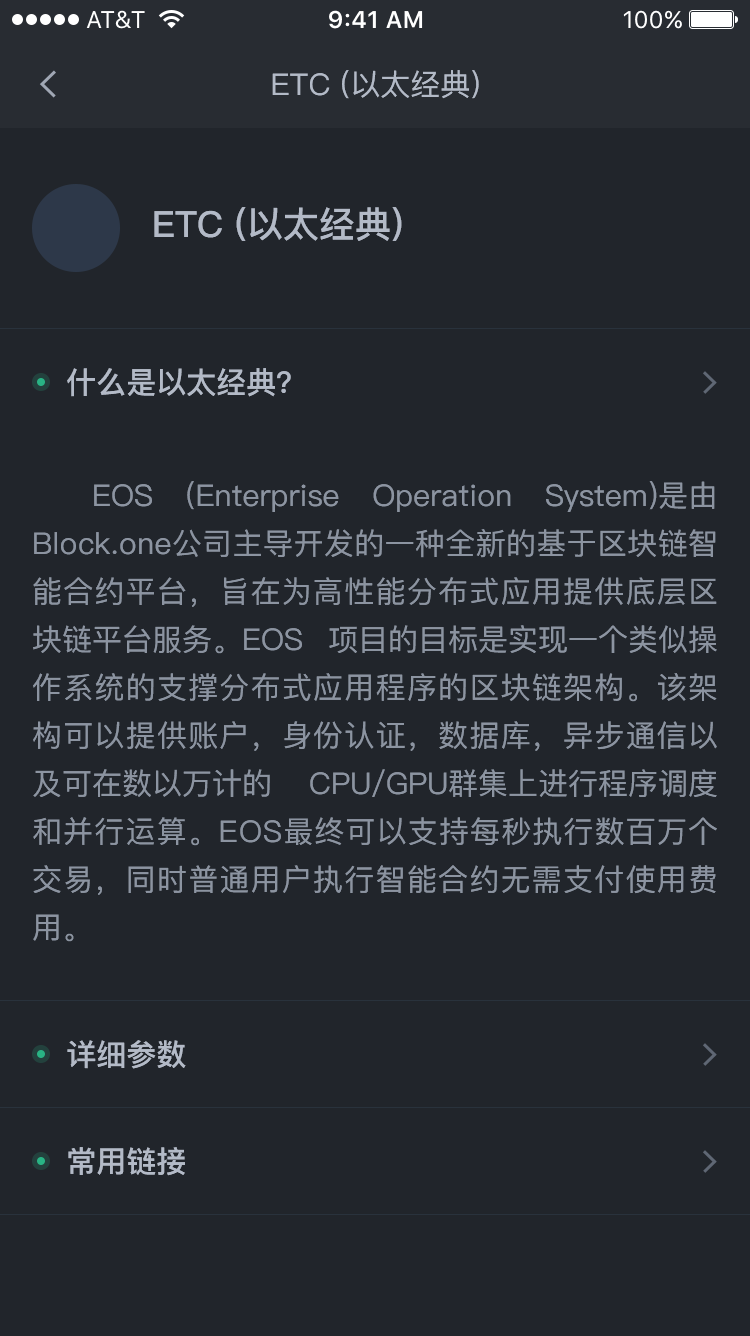 AT&T 9:41 AM 100%
ETC (以太经典)
ETC (以太经典)
什么是以太经典?
EOS (Enterprise Operation System)是由
Block.one公司主导开发的一种全新的基于区块链智
能合约平台，旨在为高性能分布式应用提供底层区
块链平台服务。EOS 项目的目标是实现一个类似操
作系统的支撑分布式应用程序的区块链架构。该架
构可以提供账户，身份认证，数据库，异步通信以
及可在数以万计的 CPU/GPU群集上进行程序调度
和并行运算。EOS最终可以支持每秒执行数百万个
交易，同时普通用户执行智能合约无需支付使用费
用。
详细参数
常用链接